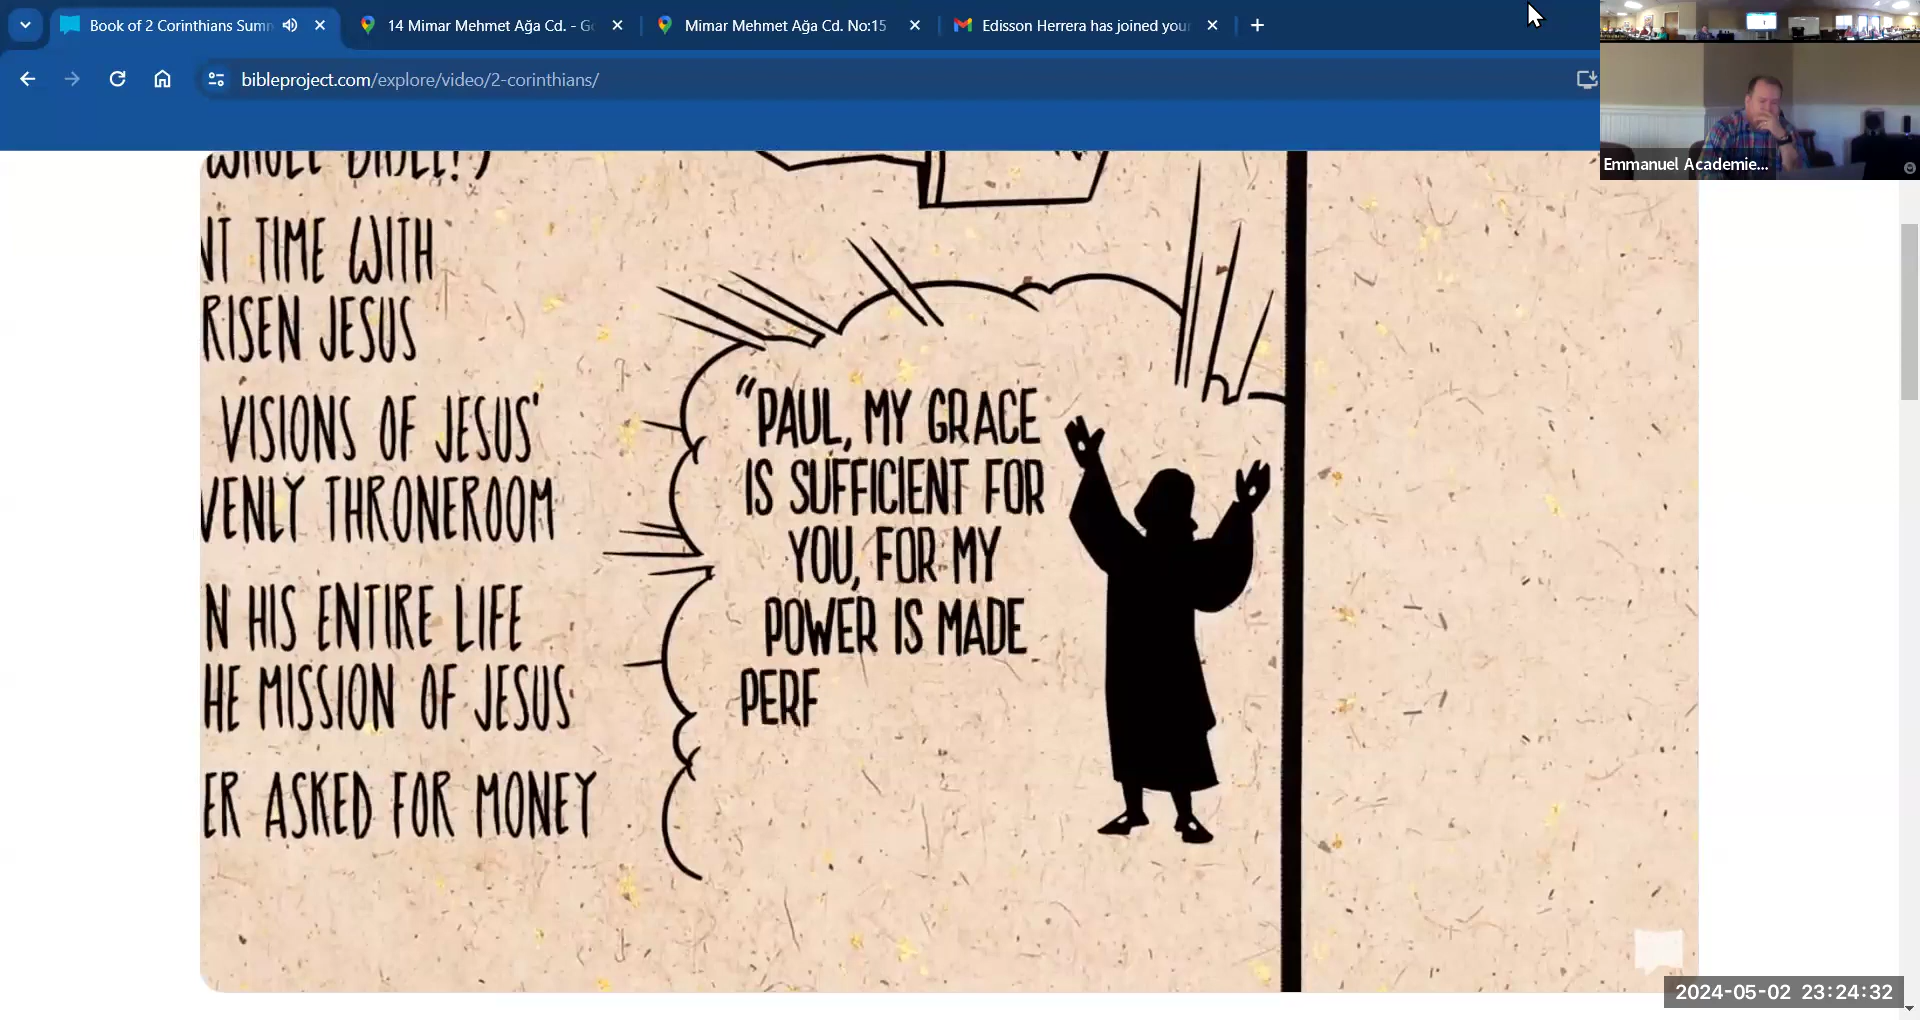 Book of 2 Corinthians Sum
14 Mimar Mehmet Ağa Cd. - G
Mimar Mehmet Ağa Cd. No:15
Edisson Herrera has joined your
bibleproject.com/explore/video/2-corinthians/
Emmanuel Academie...
WHOLE BIBLE!)
NT TIME WITH
RISEN JESUS
VISIONS OF JESUS'
VENLY THRONEROOM
N HIS ENTIRE LIFE
HE MISSION OF JESUS
ER ASKED FOR MONEY
"PAUL, MY GRACE
IS SUFFICIENT FOR
YOU, FOR MY
POWER IS MADE
PERF
2024-05-02 23:24:32